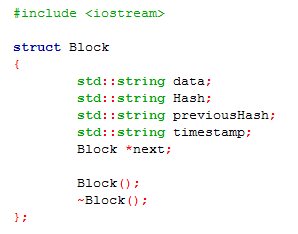 #include <iostream>
struct Block
{
std::string data;
std::string Hash;
std::string previousHash;
std::string timestamp;
Block *next;
Block();
~Block();
};